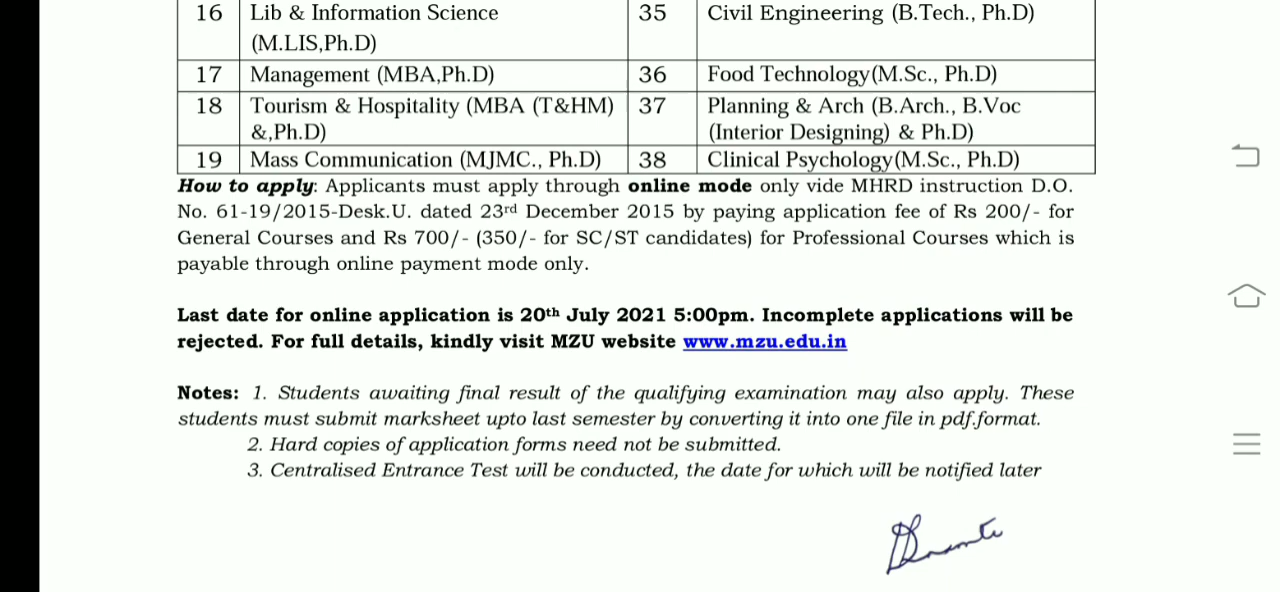 16 Lib & Information Science 35 Civil Engineering (B.Tech., Ph.D)
(M.LIS,Ph.D)
17 Management (MBA,Ph.D) 36 Food Technology(M.Sc., Ph.D)
18 Tourism & Hospitality (MBA (T&HM) 37 Planning & Arch (B.Arch., B.Voc
&,Ph.D) (Interior Designing) & Ph.D)
19 Mass Communication (MJMC., Ph.D) 38 Clinical Psychology(M.Sc., Ph.D)
How to apply: Applicants must apply through online mode only vide MHRD instruction D.O.
No. 61-19/2015-Desk.U. dated 23rd December 2015 by paying application fee of Rs 200/- for
General Courses and Rs 700/- (350/- for SC/ST candidates) for Professional Courses which is
payable through online payment mode only.
Last date for online application is 20th July 2021 5:00pm. Incomplete applications will be
rejected. For full details, kindly visit MZU website www.mzu.edu.in
Notes: 1. Students awaiting final result of the qualifying examination may also apply. These
students must submit marksheet upto last semester by converting it into one file in pdf.format.
2. Hard copies of application forms need not be submitted.
3. Centralised Entrance Test will be conducted, the date for which will be notified later